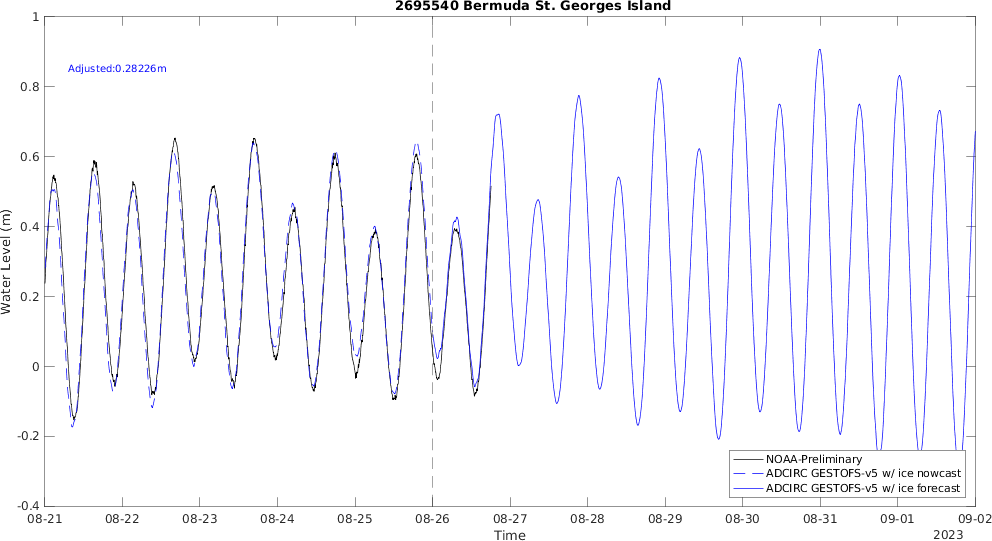 2695540 Bermuda St. Georges Island
1
0.8
0.6
0.4
0.2
0
-0.2
-0.4
Water Level (m)
Adjusted:0.28226m
NOAA-Preliminary
ADCIRC GESTOFS-v5 w/ ice nowcast
ADCIRC GESTOFS-v5 w/ ice forecast
08-21 08-22 08-23 08-24 08-25 08-26 08-27 08-28 08-29 08-30 08-31 09-01 09-02
Time
2023